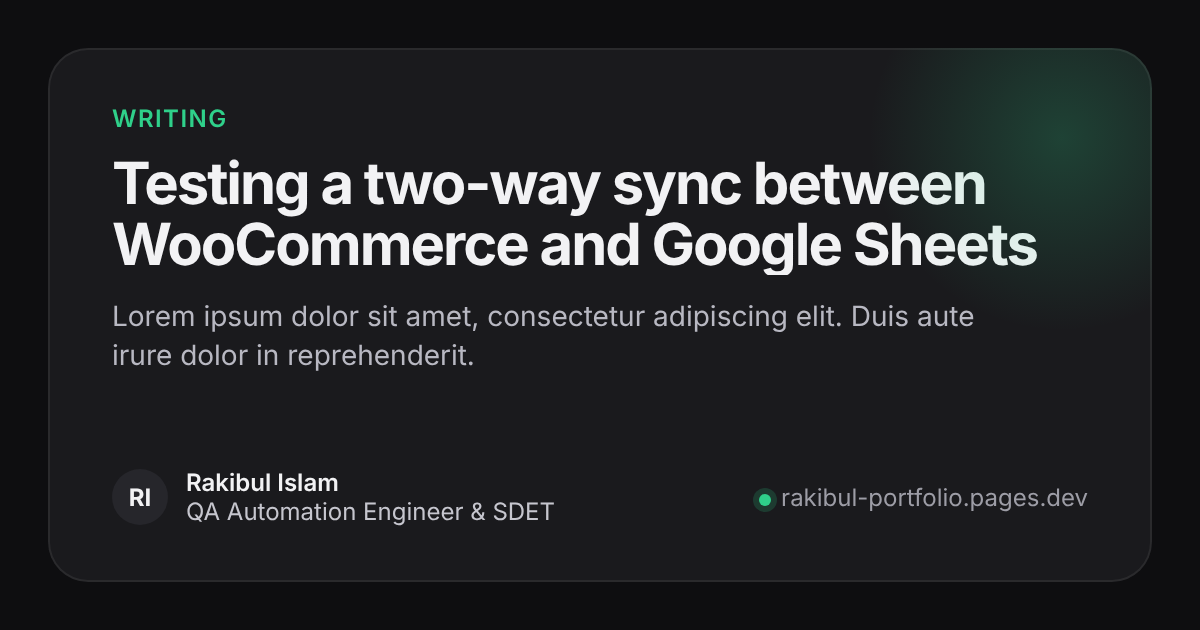 WRITING
Testing a two-way sync between
WooCommerce and Google Sheets
Lorem ipsum dolor sit amet, consectetur adipiscing elit. Duis aute
irure dolor in reprehenderit.
RI
Rakibul Islam
QA Automation Engineer & SDET
rakibul-portfolio.pages.dev